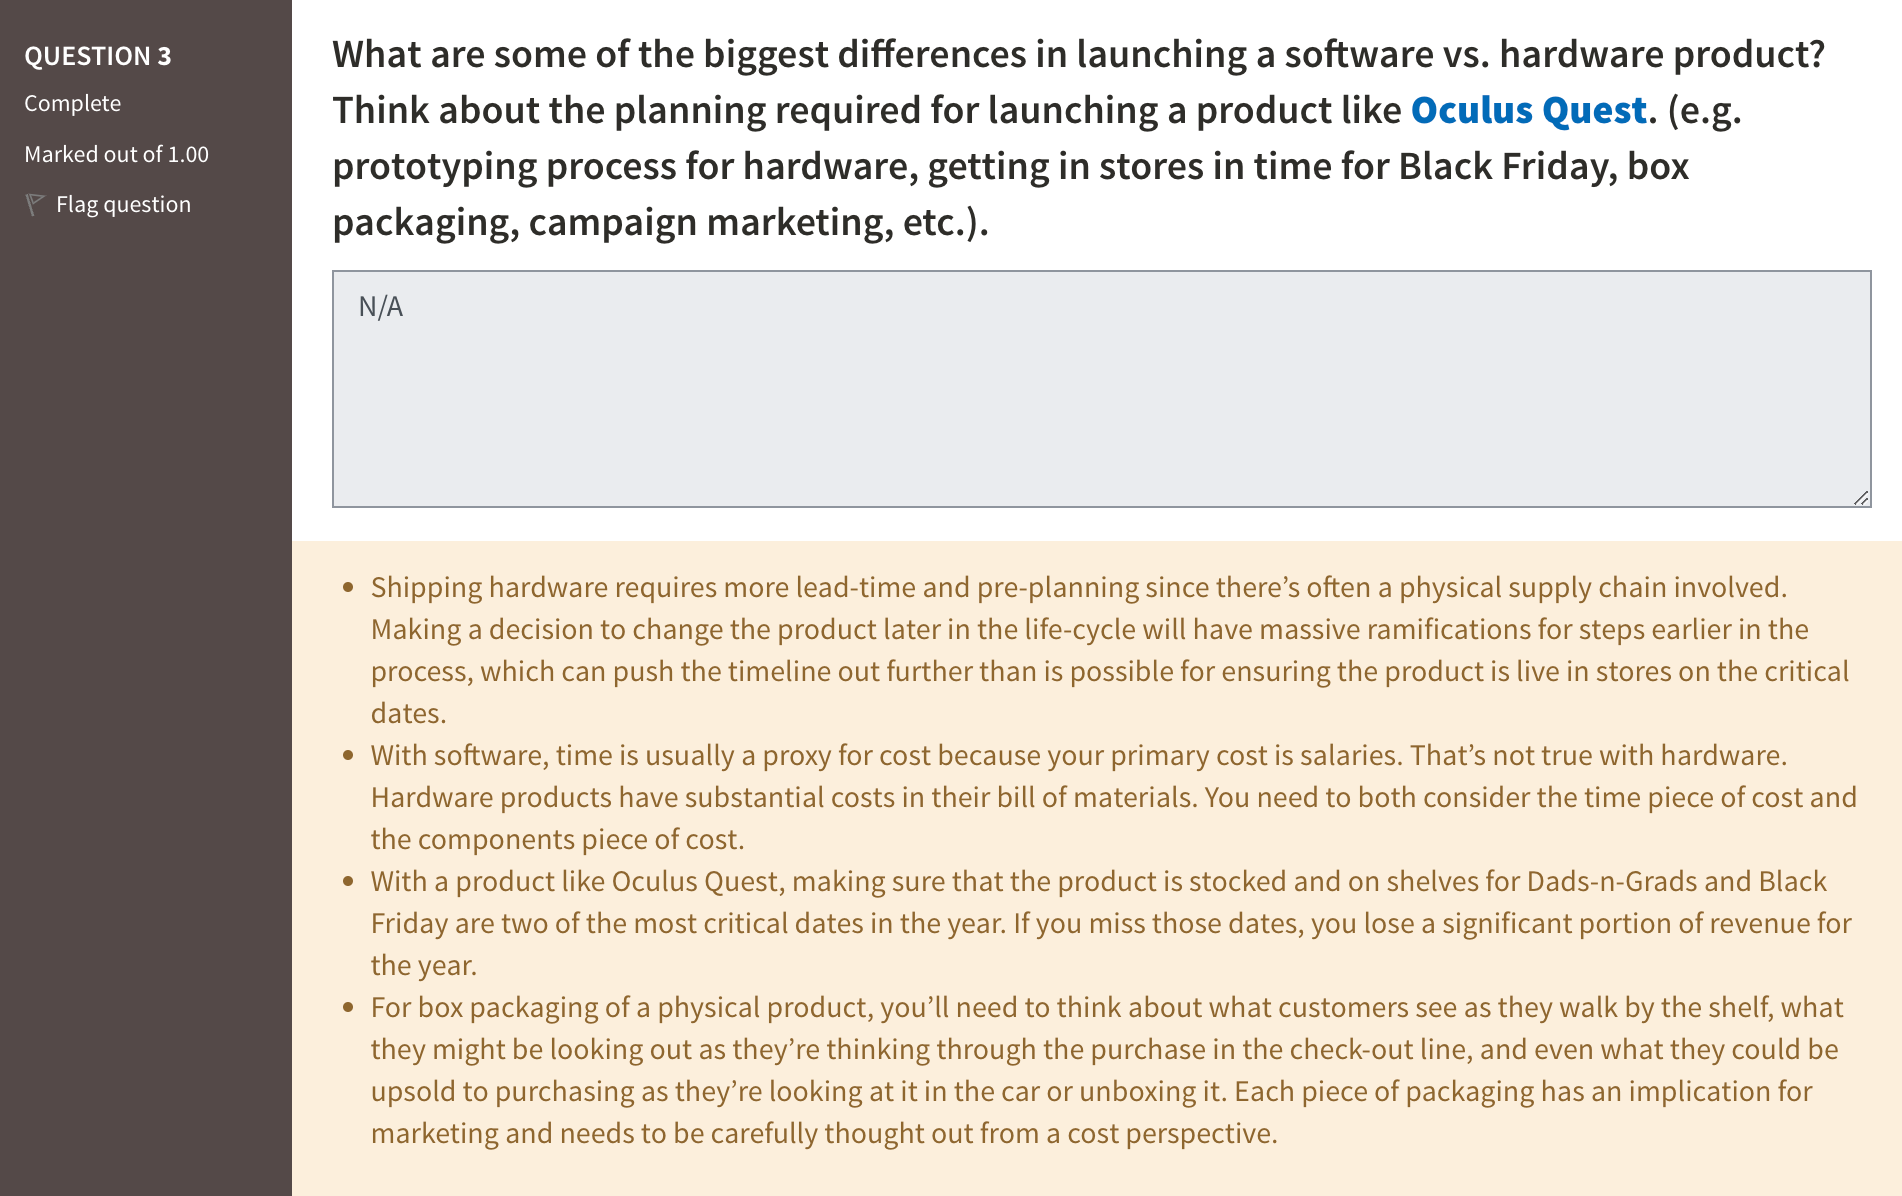 QUESTION 3
Complete
Marked out of 1.00
Flag question
What are some of the biggest differences in launching a software vs. hardware product?
Think about the planning required for launching a product like Oculus Quest. (e.g.
prototyping process for hardware, getting in stores in time for Black Friday, box
packaging, campaign marketing, etc.).
N/A
• Shipping hardware requires more lead-time and pre-planning since there’s often a physical supply chain involved.
Making a decision to change the product later in the life-cycle will have massive ramifications for steps earlier in the
process, which can push the timeline out further than is possible for ensuring the product is live in stores on the critical
dates.
• With software, time is usually a proxy for cost because your primary cost is salaries. That’s not true with hardware.
Hardware products have substantial costs in their bill of materials. You need to both consider the time piece of cost and
the components piece of cost.
• With a product like Oculus Quest, making sure that the product is stocked and on shelves for Dads-n-Grads and Black
Friday are two of the most critical dates in the year. If you miss those dates, you lose a significant portion of revenue for
the year.
• For box packaging of a physical product, you’ll need to think about what customers see as they walk by the shelf, what
they might be looking out as they’re thinking through the purchase in the check-out line, and even what they could be
upsold to purchasing as they’re looking at it in the car or unboxing it. Each piece of packaging has an implication for
marketing and needs to be carefully thought out from a cost perspective.